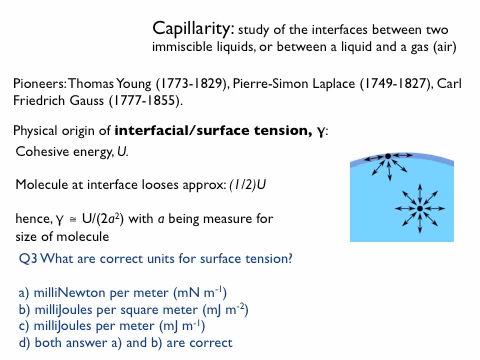 Capillarity: study of the interfaces between two
immiscible liquids, or between a liquid and a gas (air)
Pioneers: Thomas Young (1773-1829), Pierre-Simon Laplace (1749-1827), Carl
Friedrich Gauss (1777-1855).
Physical origin of interfacial/surface tension, γ:
Cohesive energy, U.
Molecule at interface looses approx: (1/2)U
hence, γ ≅ U/(2a²) with a being measure for
size of molecule
Q3 What are correct units for surface tension?
a) milliNewton per meter (mN m⁻¹)
b) milliJoules per square meter (mJ m⁻²)
c) milliJoules per meter (mJ m⁻¹)
d) both answer a) and b) are correct